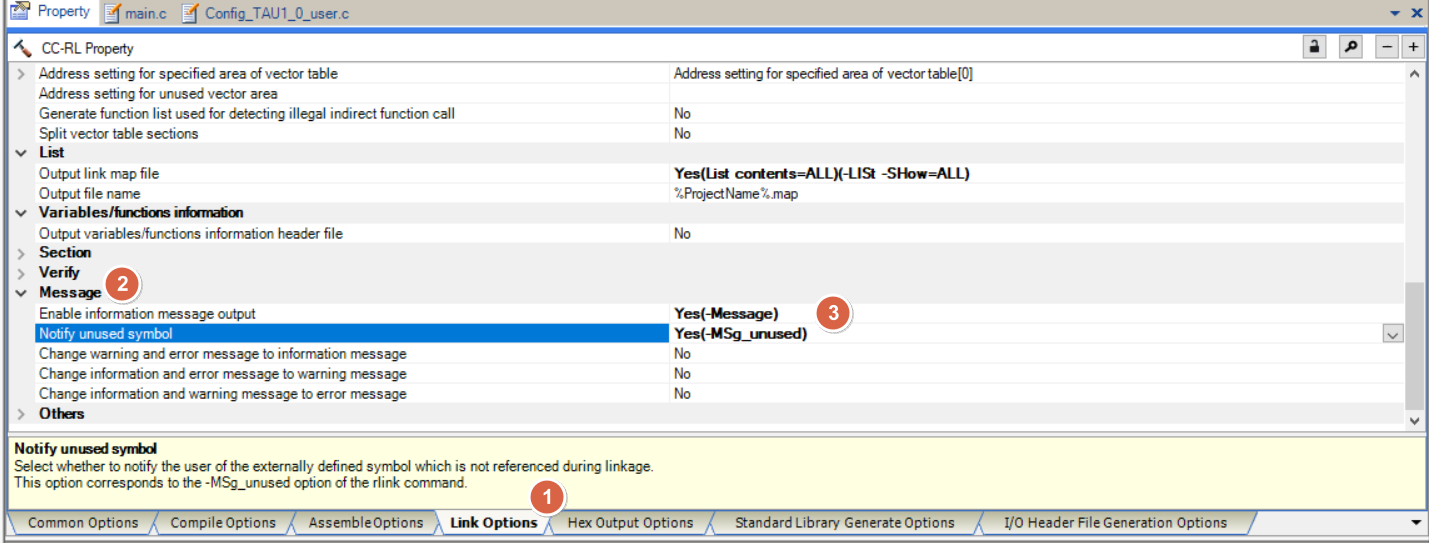 Property main.c Config_TAU1_0_user.c
CC-RL Property
Address setting for specified area of vector table Address setting for specified area of vector table[0]
Address setting for unused vector area
Generate function list used for detecting illegal indirect function call No
Split vector table sections No
List
Output link map file Yes(List contents=ALL)(-LISt -SHow=ALL)
Output file name %ProjectName%.map
Variables/functions information
Output variables/functions information header file No
Section
Verify
2
Message
Enable information message output Yes(-Message) 3
Notify unused symbol Yes(-MSg_unused)
Change warning and error message to information message No
Change information and error message to warning message No
Change information and warning message to error message No
Others
Notify unused symbol
Select whether to notify the user of the externally defined symbol which is not referenced during linkage.
This option corresponds to the -MSg_unused option of the rlink command.
1
Common Options Compile Options Assemble Options Link Options Hex Output Options Standard Library Generate Options I/O Header File Generation Options